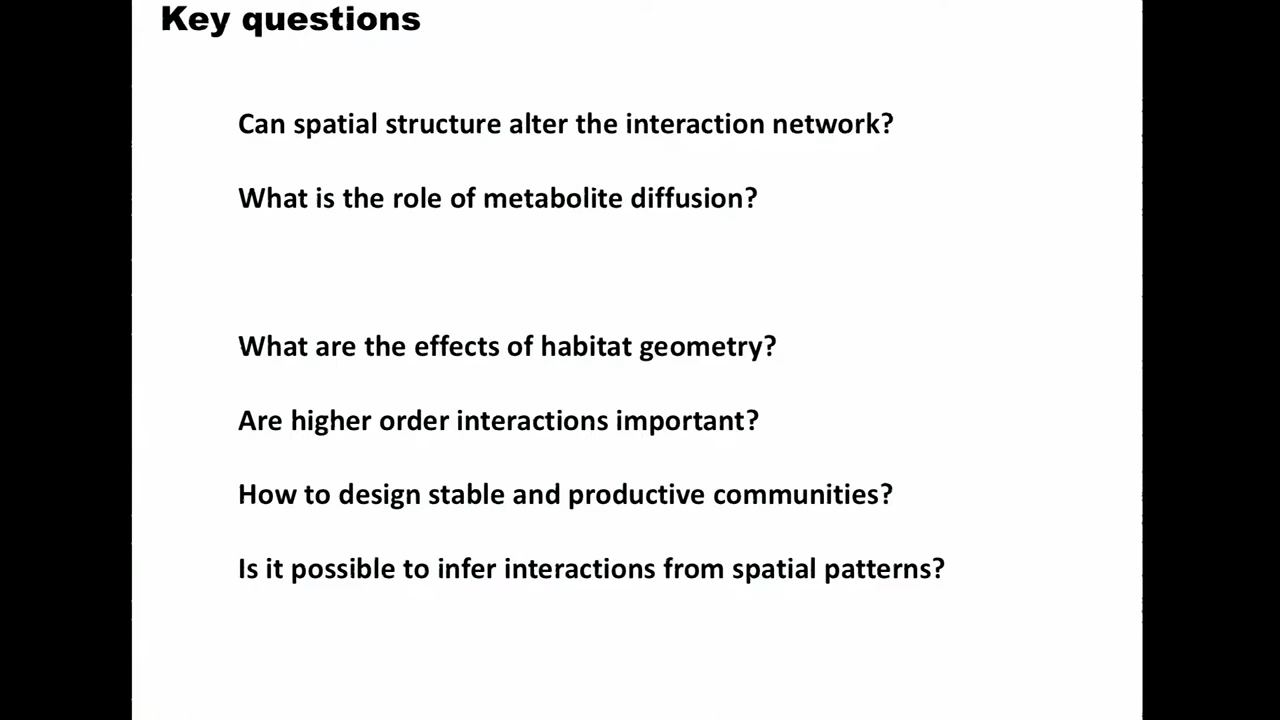 Key questions
Can spatial structure alter the interaction network?
What is the role of metabolite diffusion?
What are the effects of habitat geometry?
Are higher order interactions important?
How to design stable and productive communities?
Is it possible to infer interactions from spatial patterns?